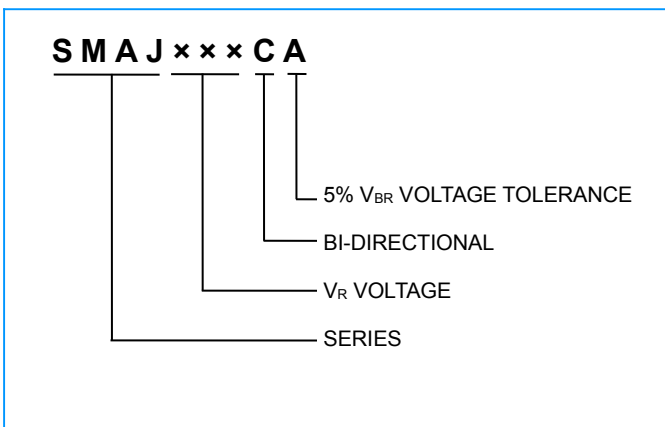 SMAJ×××CA
5% VBR VOLTAGE TOLERANCE
BI-DIRECTIONAL
VR VOLTAGE
SERIES